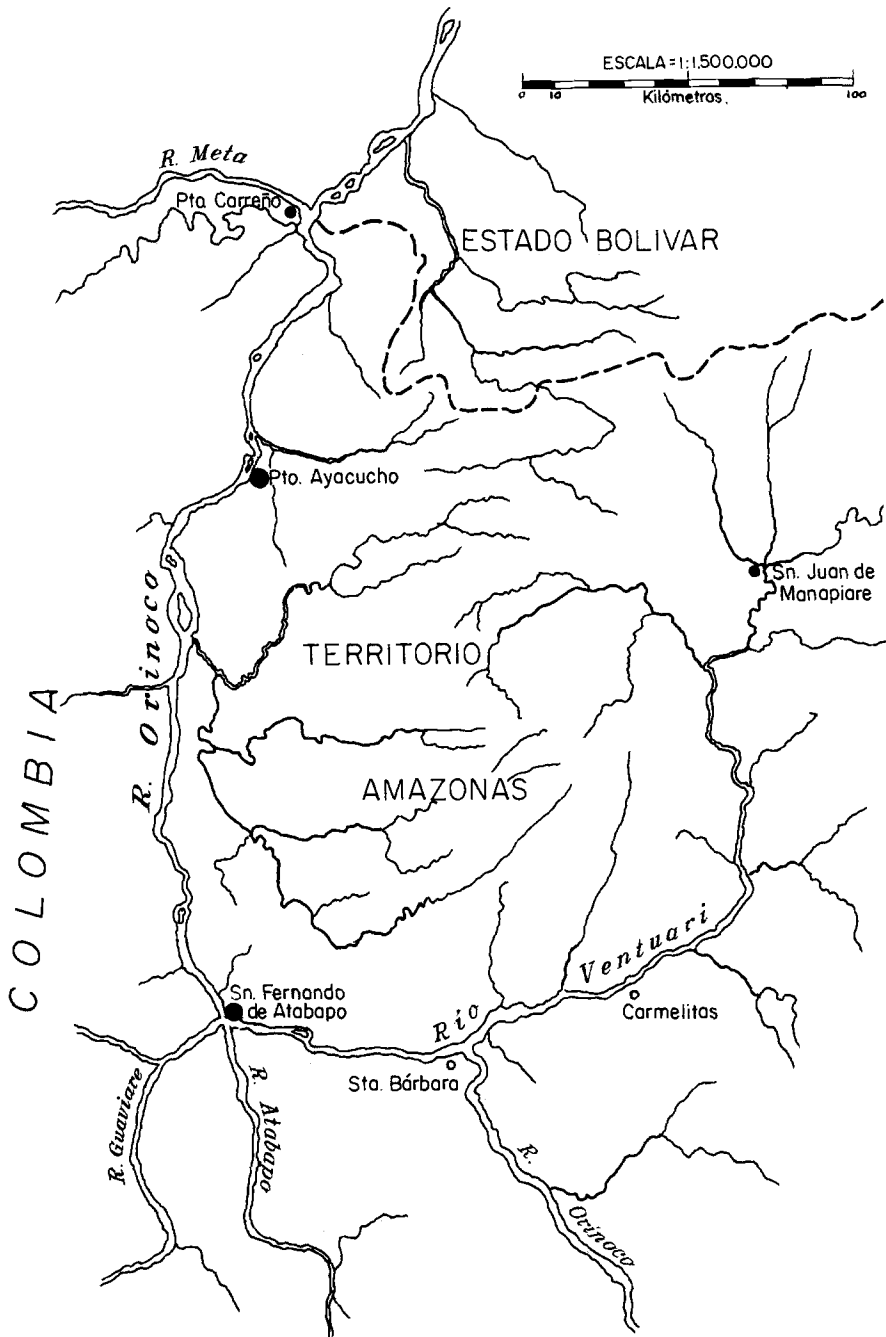 ESCALA=1:1.500.000
0 10 100
Kilómetros.
R. Meta
Pto. Carreño
ESTADO BOLIVAR
Pto. Ayacucho
Sn. Juan de
Manapiare
R. Orinoco
TERRITORIO
COLOMBIA
AMAZONAS
Río Ventuari
Sn. Fernando
de Atabapo
Carmelitas
Sta. Bárbara
R. Guaviare
R. Atabapo
R. Orinoco